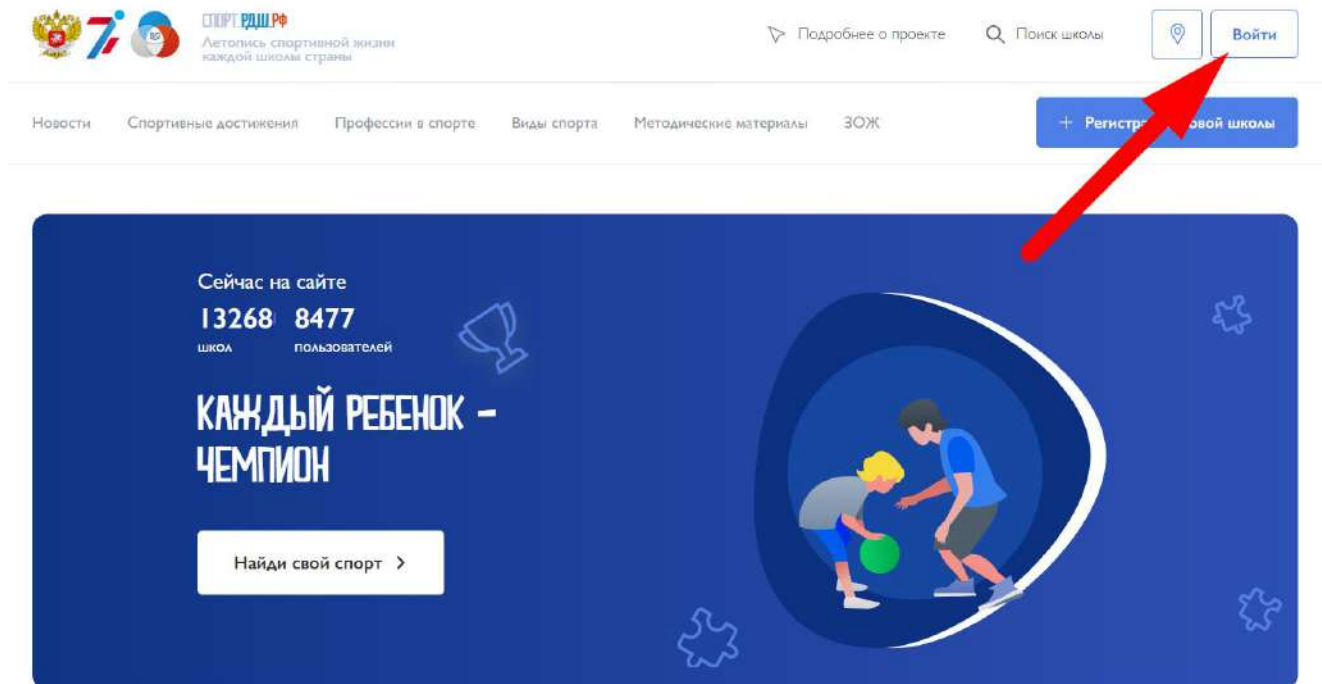 СПОРТ.РДШ.РФ
Летопись спортивной жизни
каждой школы страны
Подробнее о проекте
Поиск школы
Войти
Новости
Спортивные достижения
Профессии в спорте
Виды спорта
Методические материалы
ЗОЖ
+ Регистра овой школы
Сейчас на сайте
13268 8477
школ пользователей
КАЖДЫЙ РЕБЕНОК –
ЧЕМПИОН
Найди свой спорт >